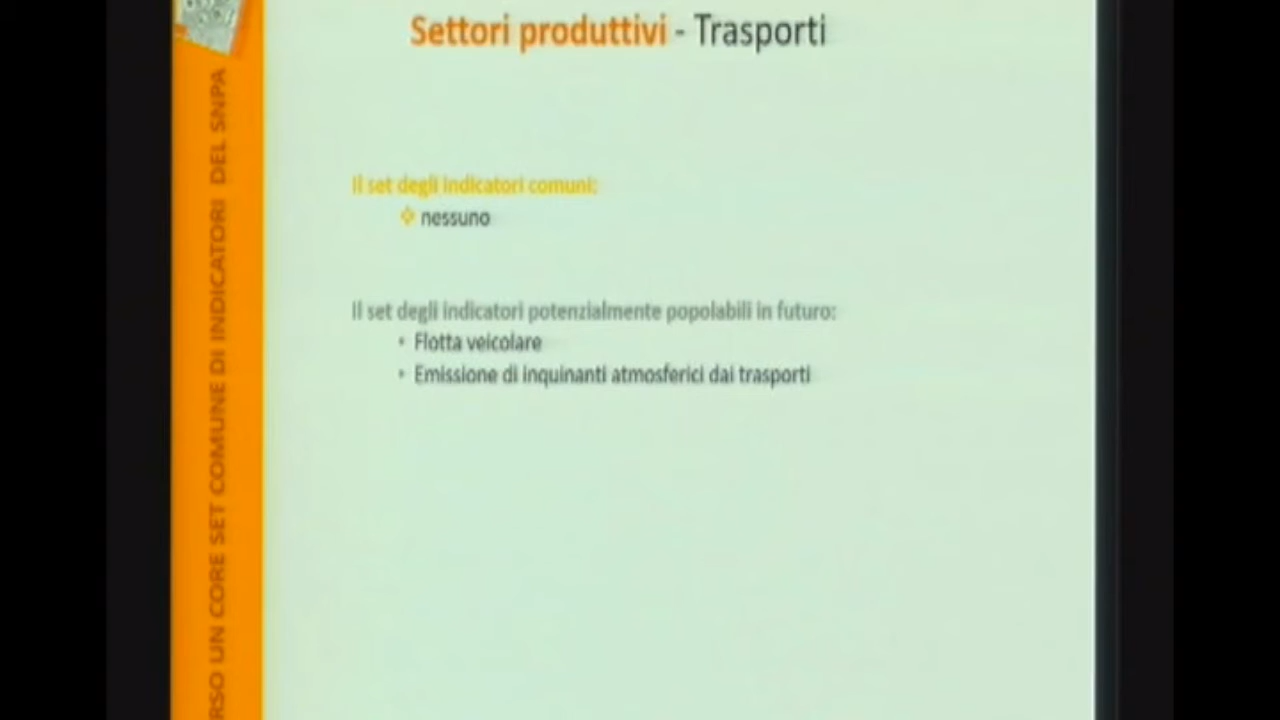 Settori produttivi - Trasporti
Il set degli indicatori comuni:
nessuno
Il set degli indicatori potenzialmente popolabili in futuro:
Flotta veicolare
Emissione di inquinanti atmosferici dai trasporti
RSO UN CORE SET COMUNE DI INDICATORI DEL SNPA